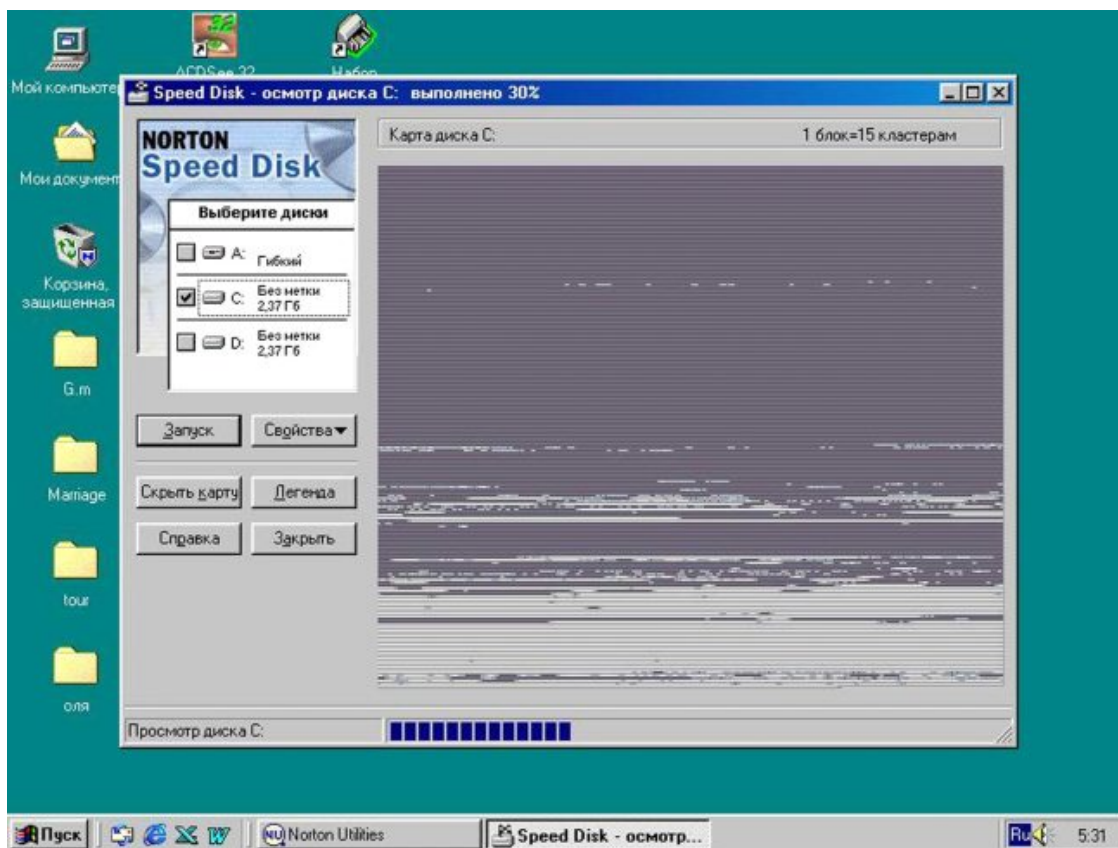 Мой компьютер
ACDSee 32
Набор
Speed Disk - осмотр диска C: выполнено 30%
Мои документ
Корзина,
защищенная
G.m
Marriage
tour
оля
NORTON
Speed Disk
Выберите диски
A: Гибкий
C: Без метки
2,37 Гб
D: Без метки
2,37 Гб
Запуск
Свойства
Скрыть карту
Легенда
Справка
Закрыть
Карта диска C:
1 блок=15 кластерам
Просмотр диска C:
Пуск
NU Norton Utilities
Speed Disk - осмотр...
Ru
5:31